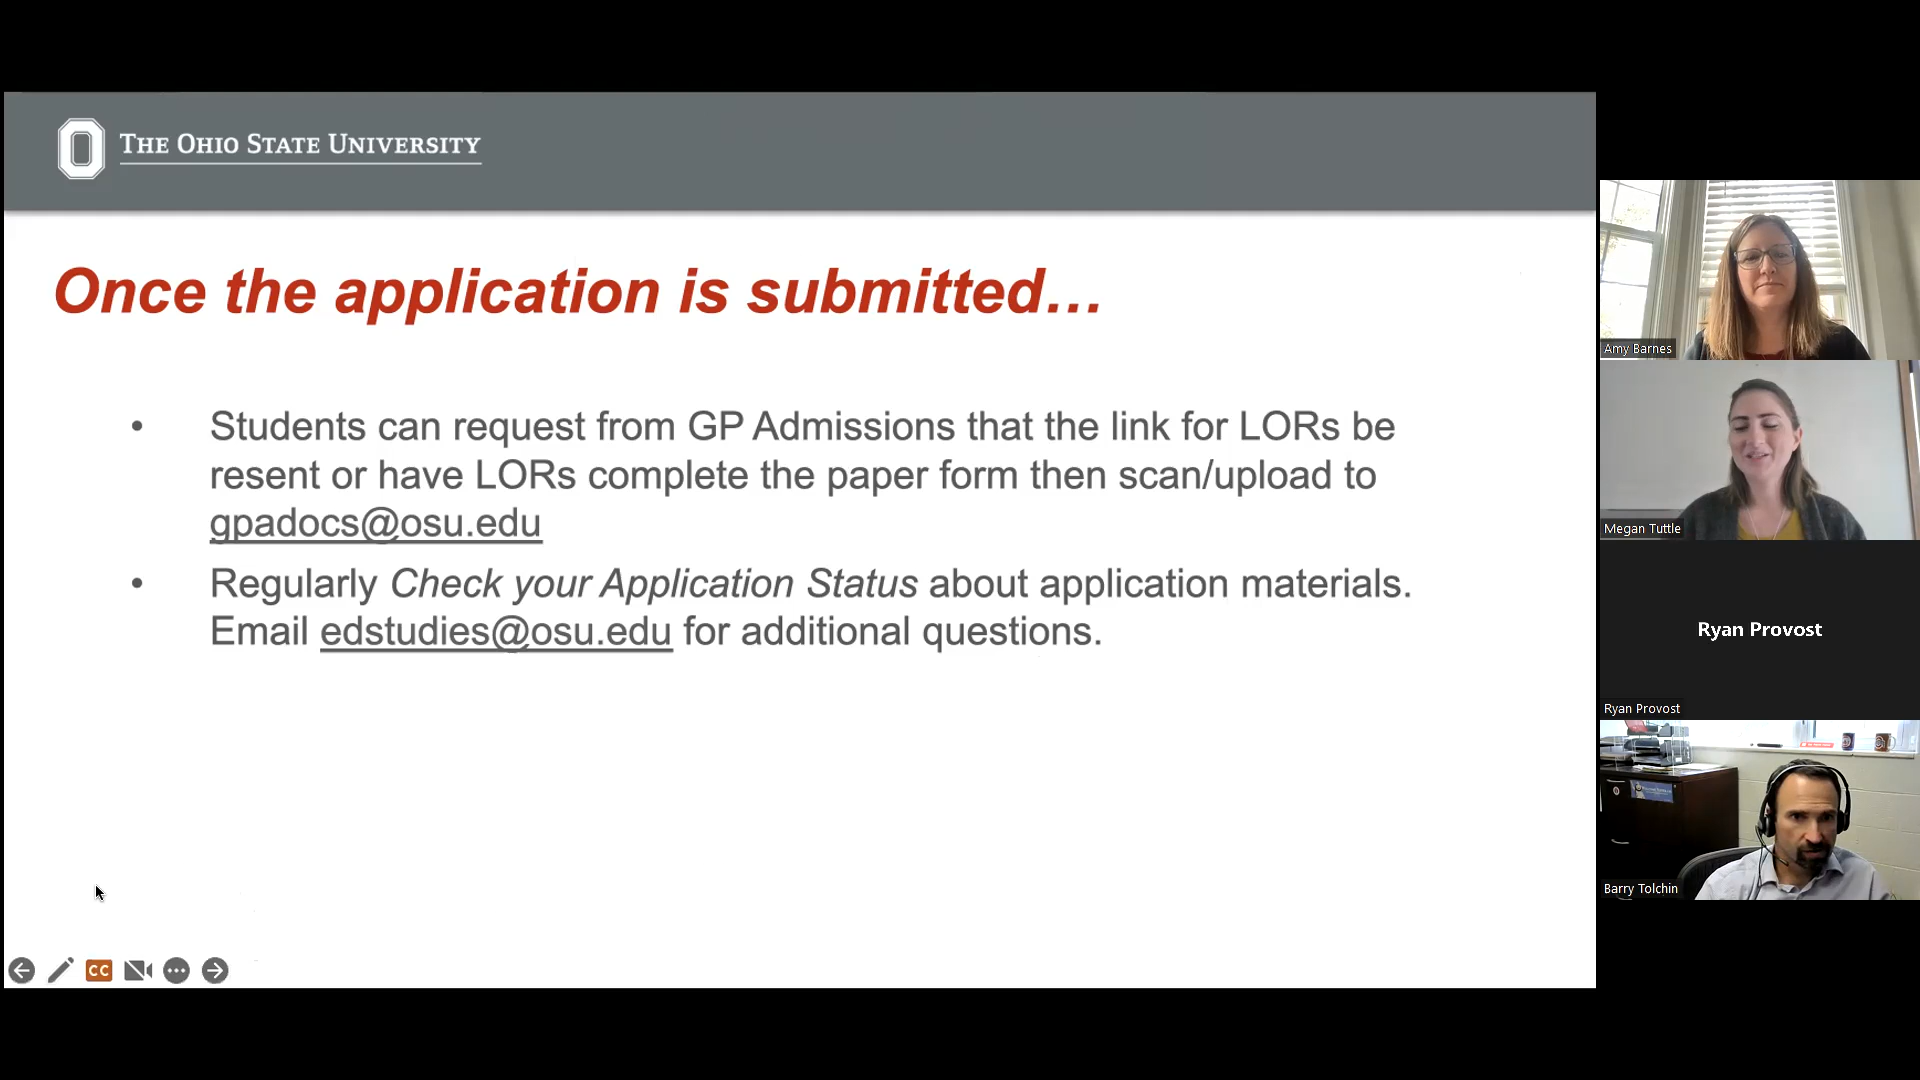 THE OHIO STATE UNIVERSITY
Once the application is submitted…
• Students can request from GP Admissions that the link for LORs be
resent or have LORs complete the paper form then scan/upload to
gpadocs@osu.edu
• Regularly Check your Application Status about application materials.
Email edstudies@osu.edu for additional questions.
CC
Amy Barnes
Megan Tuttle
Ryan Provost
Ryan Provost
Barry Tolchin